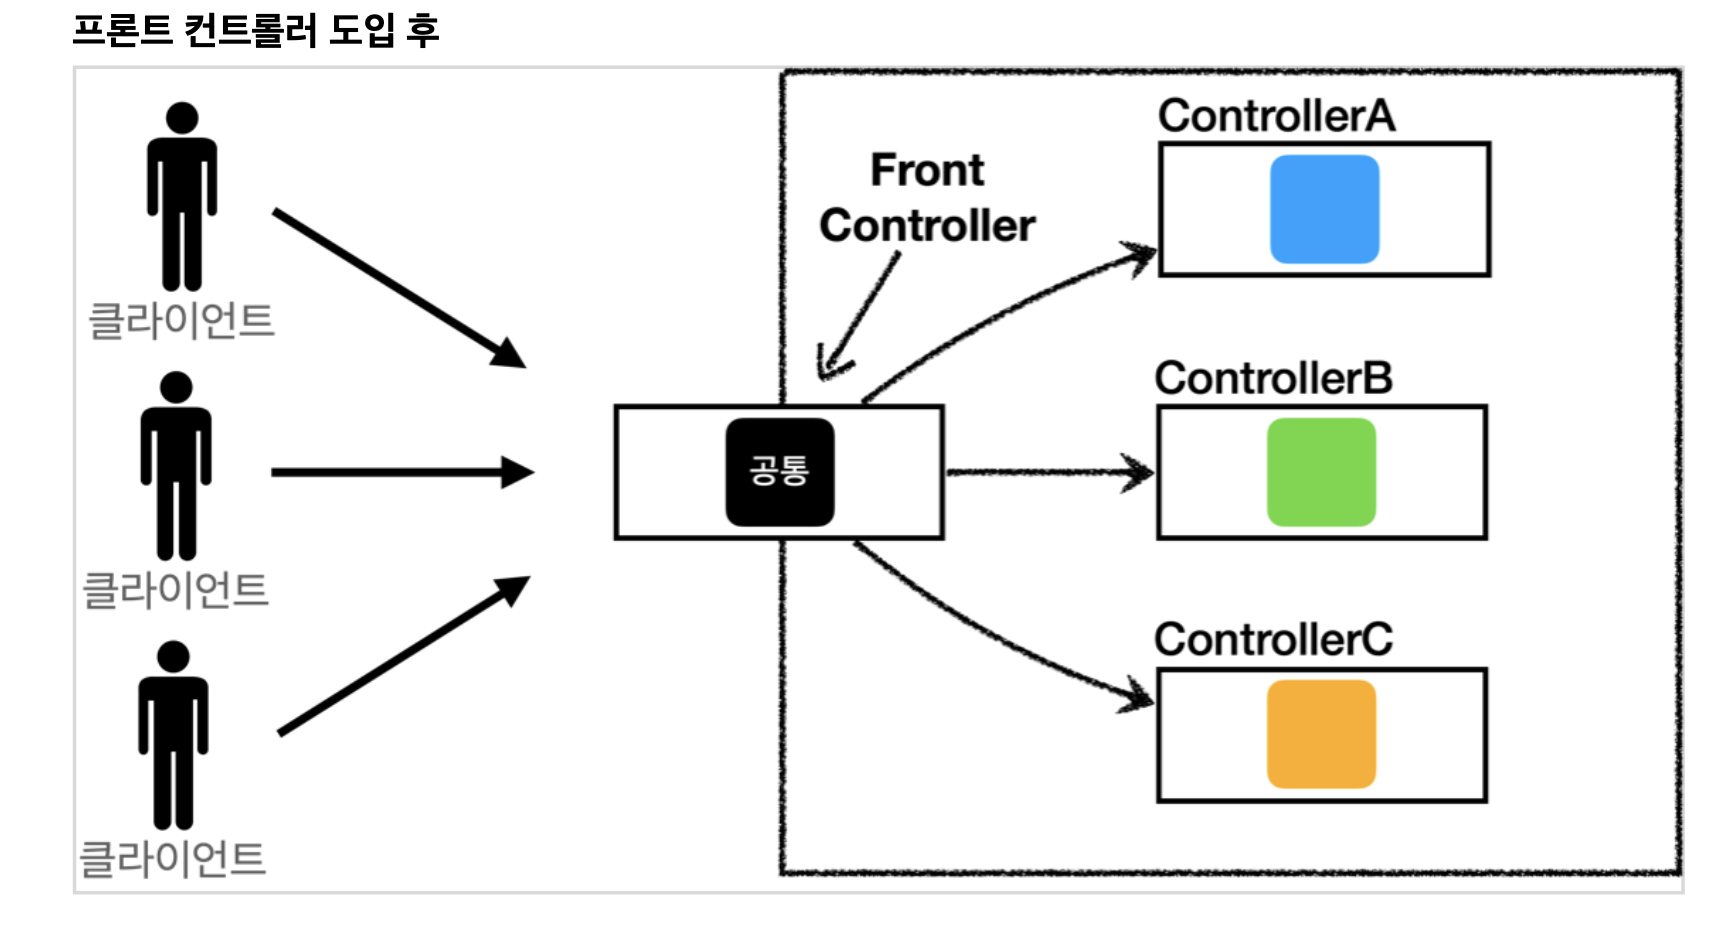 프론트 컨트롤러 도입 후
클라이언트
클라이언트
클라이언트
Front
Controller
공통
ControllerA
ControllerB
ControllerC